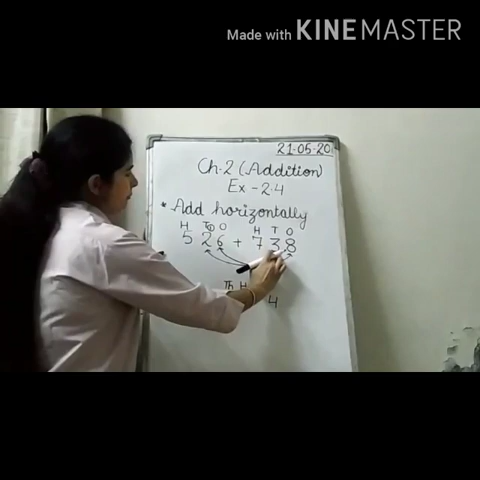 Made with KINEMASTER
21-05-20
Ch.2 (Addition)
Ex-2.4
* Add horizontally
H T O H T O
5 2 6 + 7 3 8
Th H
4